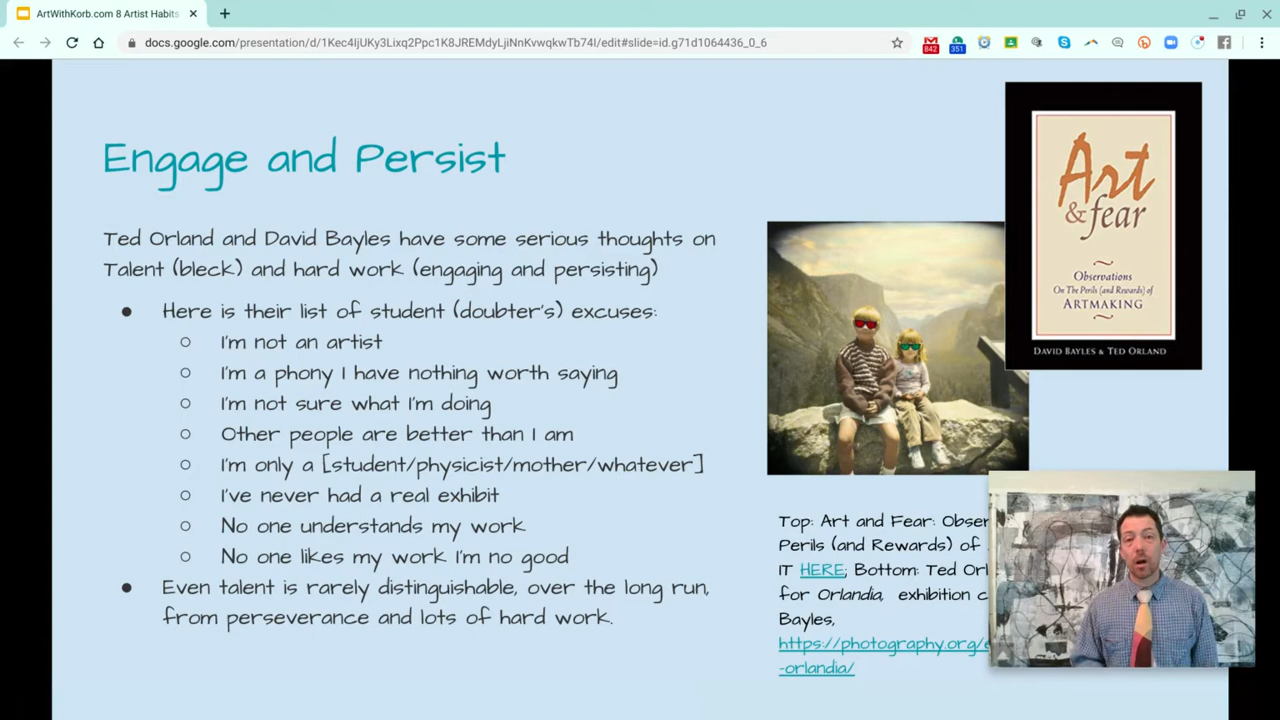 ArtWithKorb.com 8 Artist Habits
docs.google.com/presentation/d/1Kec4IjUKy3Lixq2Ppc1K8JREMdyLjiNnKvwqkwTb74I/edit#slide=id.g71d1064436_0_6
842
351
Engage and Persist
Ted Orland and David Bayles have some serious thoughts on
Talent (bleck) and hard work (engaging and persisting)
● Here is their list of student (doubter's) excuses:
○ I'm not an artist
○ I'm a phony I have nothing worth saying
○ I'm not sure what I'm doing
○ Other people are better than I am
○ I'm only a [student/physicist/mother/whatever]
○ I've never had a real exhibit
○ No one understands my work
○ No one likes my work I'm no good
● Even talent is rarely distinguishable, over the long run,
from perseverance and lots of hard work.
Art
& fear
Observations
On The Perils (and Rewards) of
ARTMAKING
DAVID BAYLES & TED ORLAND
Top: Art and Fear: Obser
Perils (and Rewards) of
IT HERE; Bottom: Ted Orl
for Orlandia, exhibition c
Bayles,
https://photography.org/e
-orlandia/